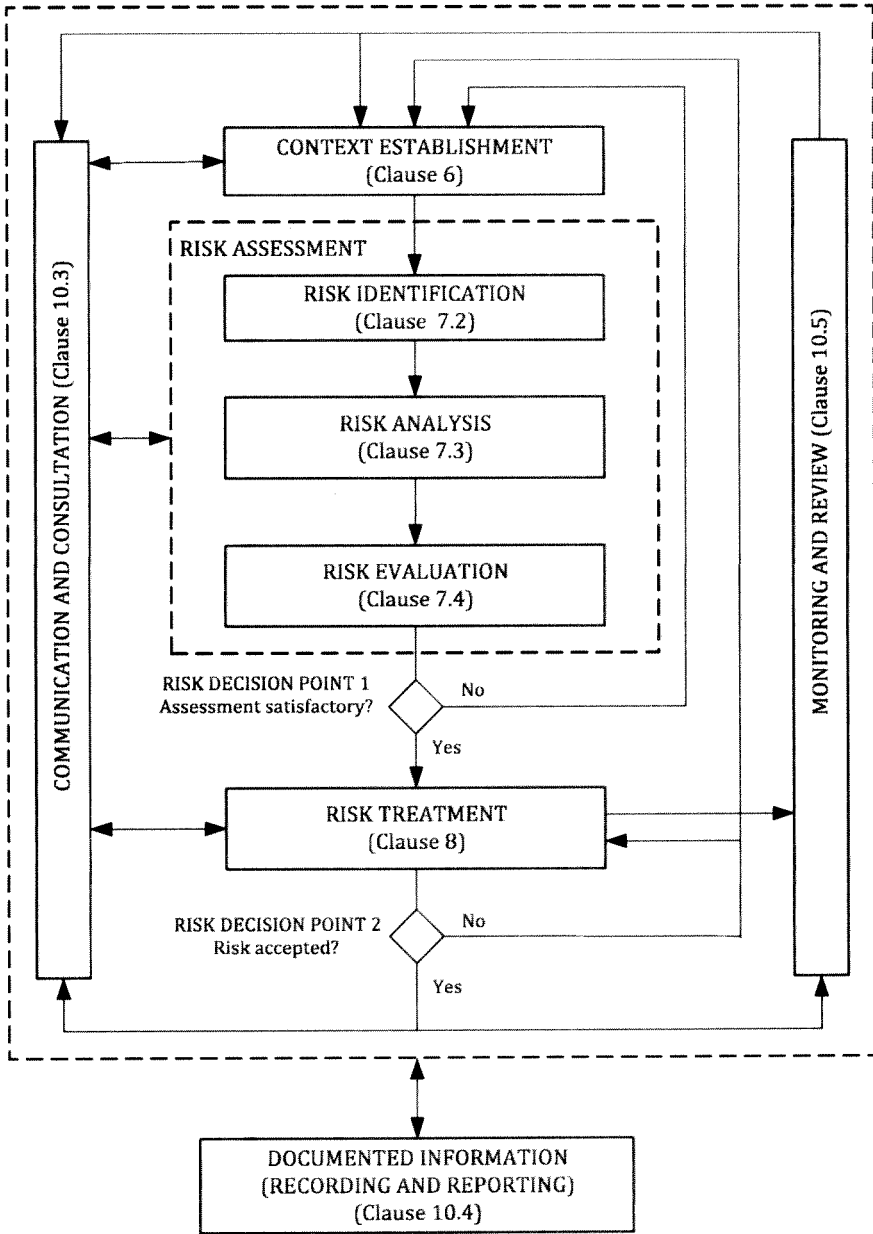 CONTEXT ESTABLISHMENT
(Clause 6)
RISK ASSESSMENT
RISK IDENTIFICATION
(Clause 7.2)
RISK ANALYSIS
(Clause 7.3)
RISK EVALUATION
(Clause 7.4)
COMMUNICATION AND CONSULTATION (Clause 10.3)
MONITORING AND REVIEW (Clause 10.5)
RISK DECISION POINT 1
Assessment satisfactory?
No
Yes
RISK TREATMENT
(Clause 8)
RISK DECISION POINT 2
Risk accepted?
No
Yes
DOCUMENTED INFORMATION
(RECORDING AND REPORTING)
(Clause 10.4)